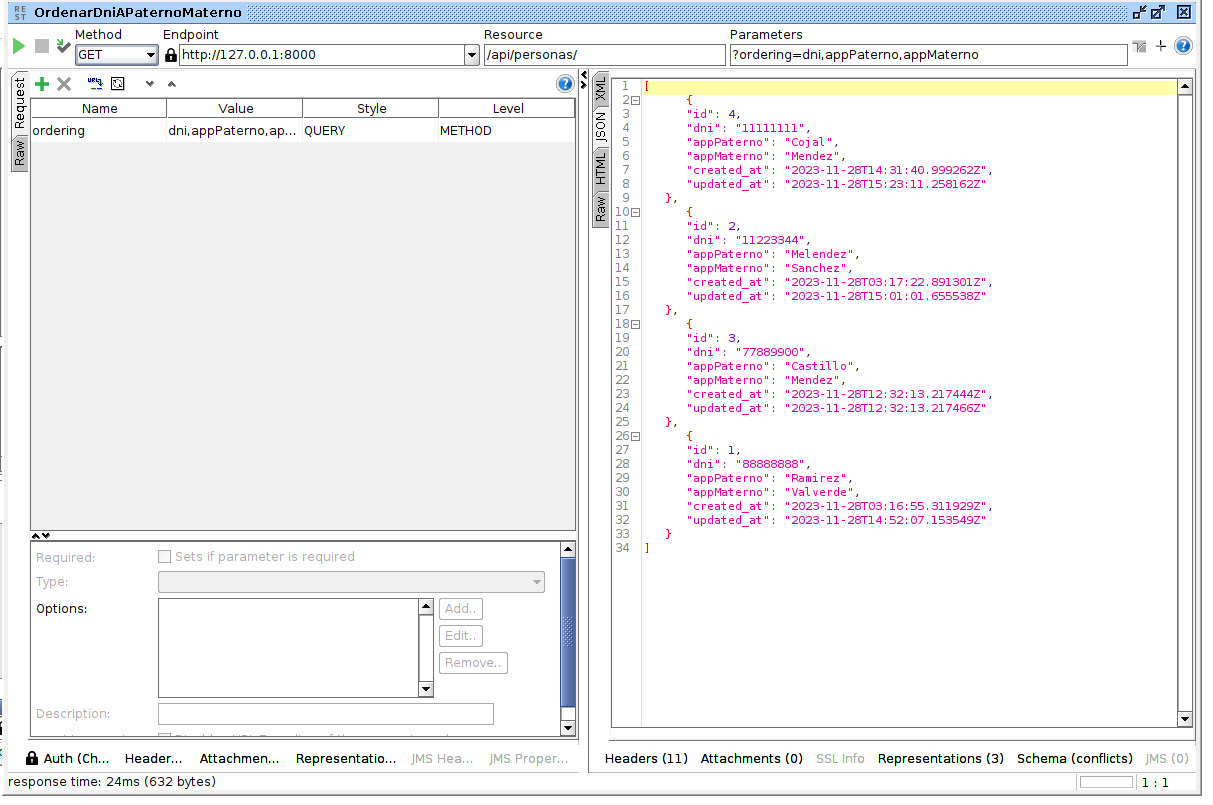 RE ST OrdenarDniAPaternoMaterno
Method Endpoint Resource Parameters
GET http://127.0.0.1:8000 /api/personas/ ?ordering=dni,appPaterno,appMaterno
Request
Raw
Name Value Style Level
ordering dni,appPaterno,ap... QUERY METHOD
Required: Sets if parameter is required
Type:
Options: Add..
Edit..
Remove..
Description:
Auth (Ch... Header... Attachmen... Representatio... JMS Hea... JMS Proper...
XML
JSON
HTML
Raw
1 [
2 {
3 "id": 4,
4 "dni": "11111111",
5 "appPaterno": "Cojal",
6 "appMaterno": "Mendez",
7 "created_at": "2023-11-28T14:31:40.999262Z",
8 "updated_at": "2023-11-28T15:23:11.258162Z"
9 },
10 {
11 "id": 2,
12 "dni": "11223344",
13 "appPaterno": "Melendez",
14 "appMaterno": "Sanchez",
15 "created_at": "2023-11-28T03:17:22.891301Z",
16 "updated_at": "2023-11-28T15:01:01.655538Z"
17 },
18 {
19 "id": 3,
20 "dni": "77889900",
21 "appPaterno": "Castillo",
22 "appMaterno": "Mendez",
23 "created_at": "2023-11-28T12:32:13.217444Z",
24 "updated_at": "2023-11-28T12:32:13.217466Z"
25 },
26 {
27 "id": 1,
28 "dni": "88888888",
29 "appPaterno": "Ramirez",
30 "appMaterno": "Valverde",
31 "created_at": "2023-11-28T03:16:55.311929Z",
32 "updated_at": "2023-11-28T14:52:07.153549Z"
33 }
34 ]
Headers (11) Attachments (0) SSL Info Representations (3) Schema (conflicts) JMS (0)
response time: 24ms (632 bytes) 1 : 1